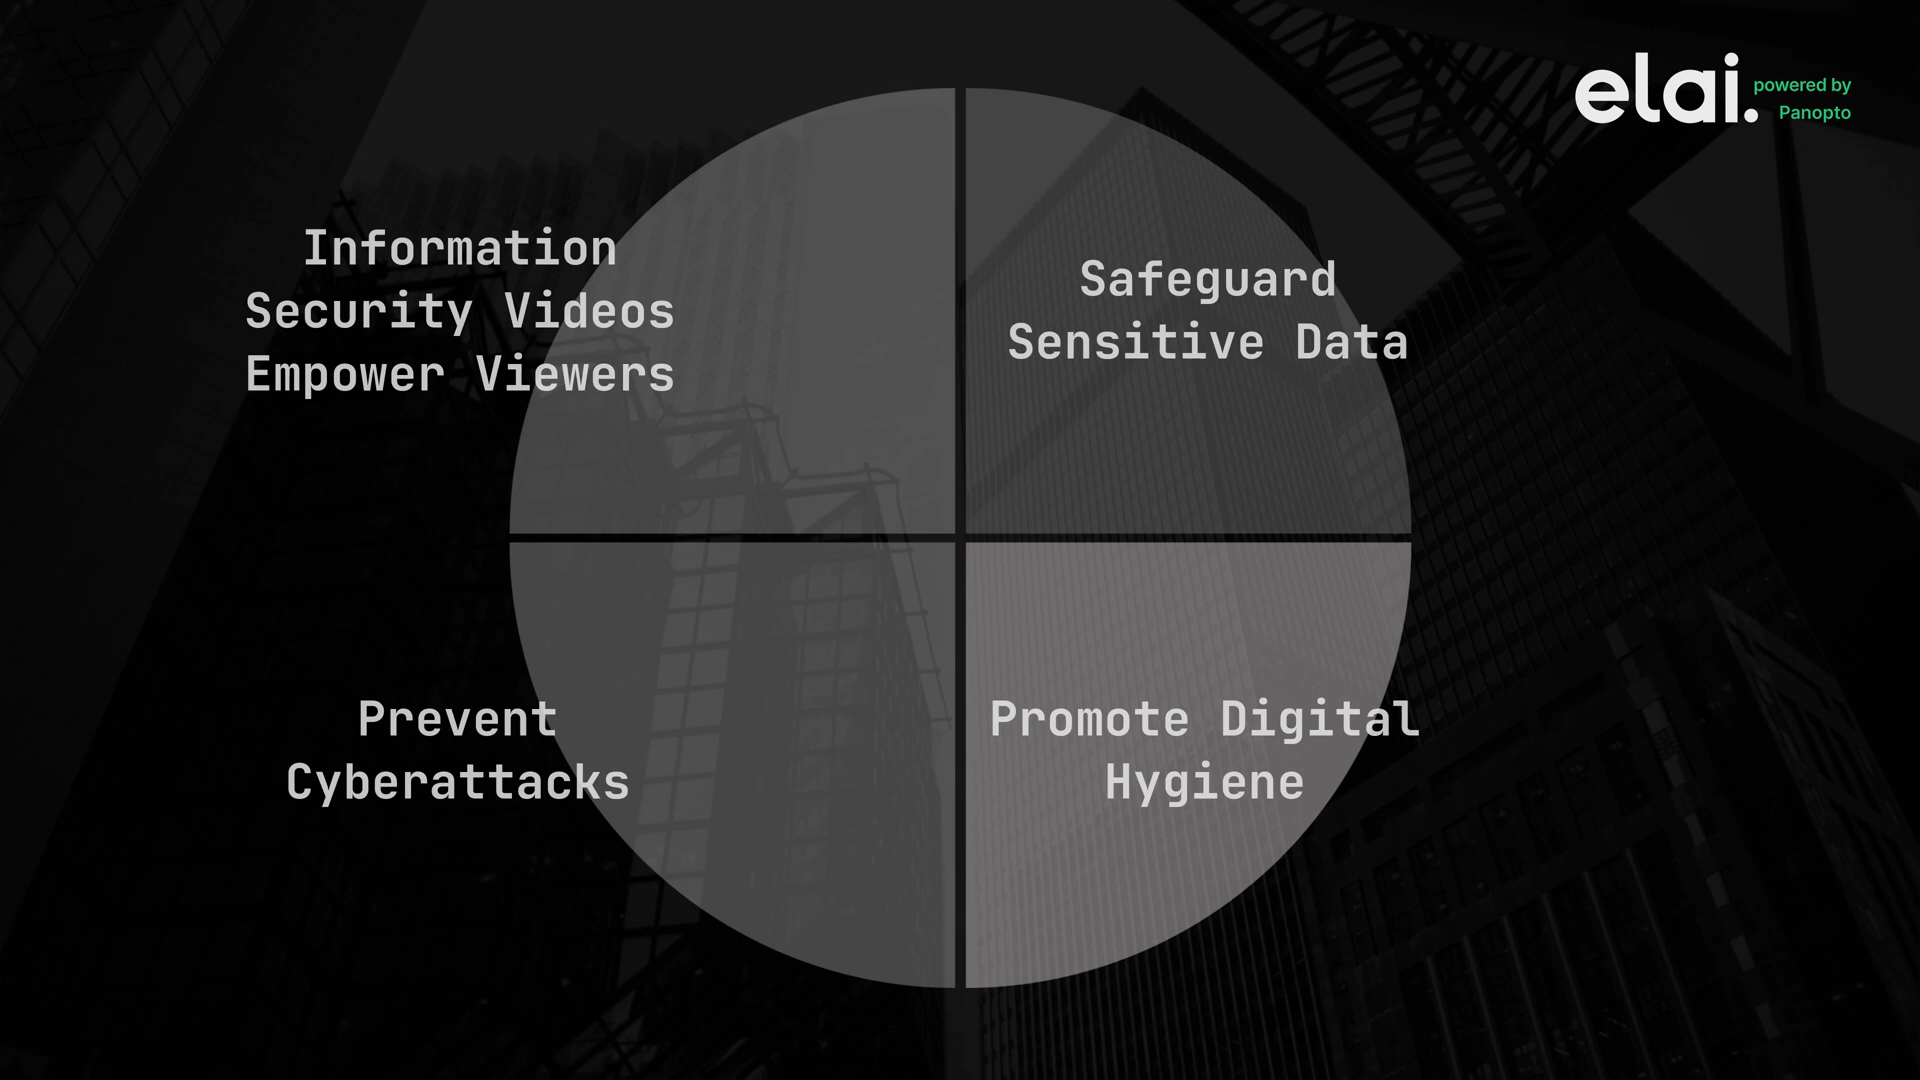 elai.
powered by
Panopto
Information
Security Videos
Empower Viewers
Safeguard
Sensitive Data
Prevent
Cyberattacks
Promote Digital
Hygiene